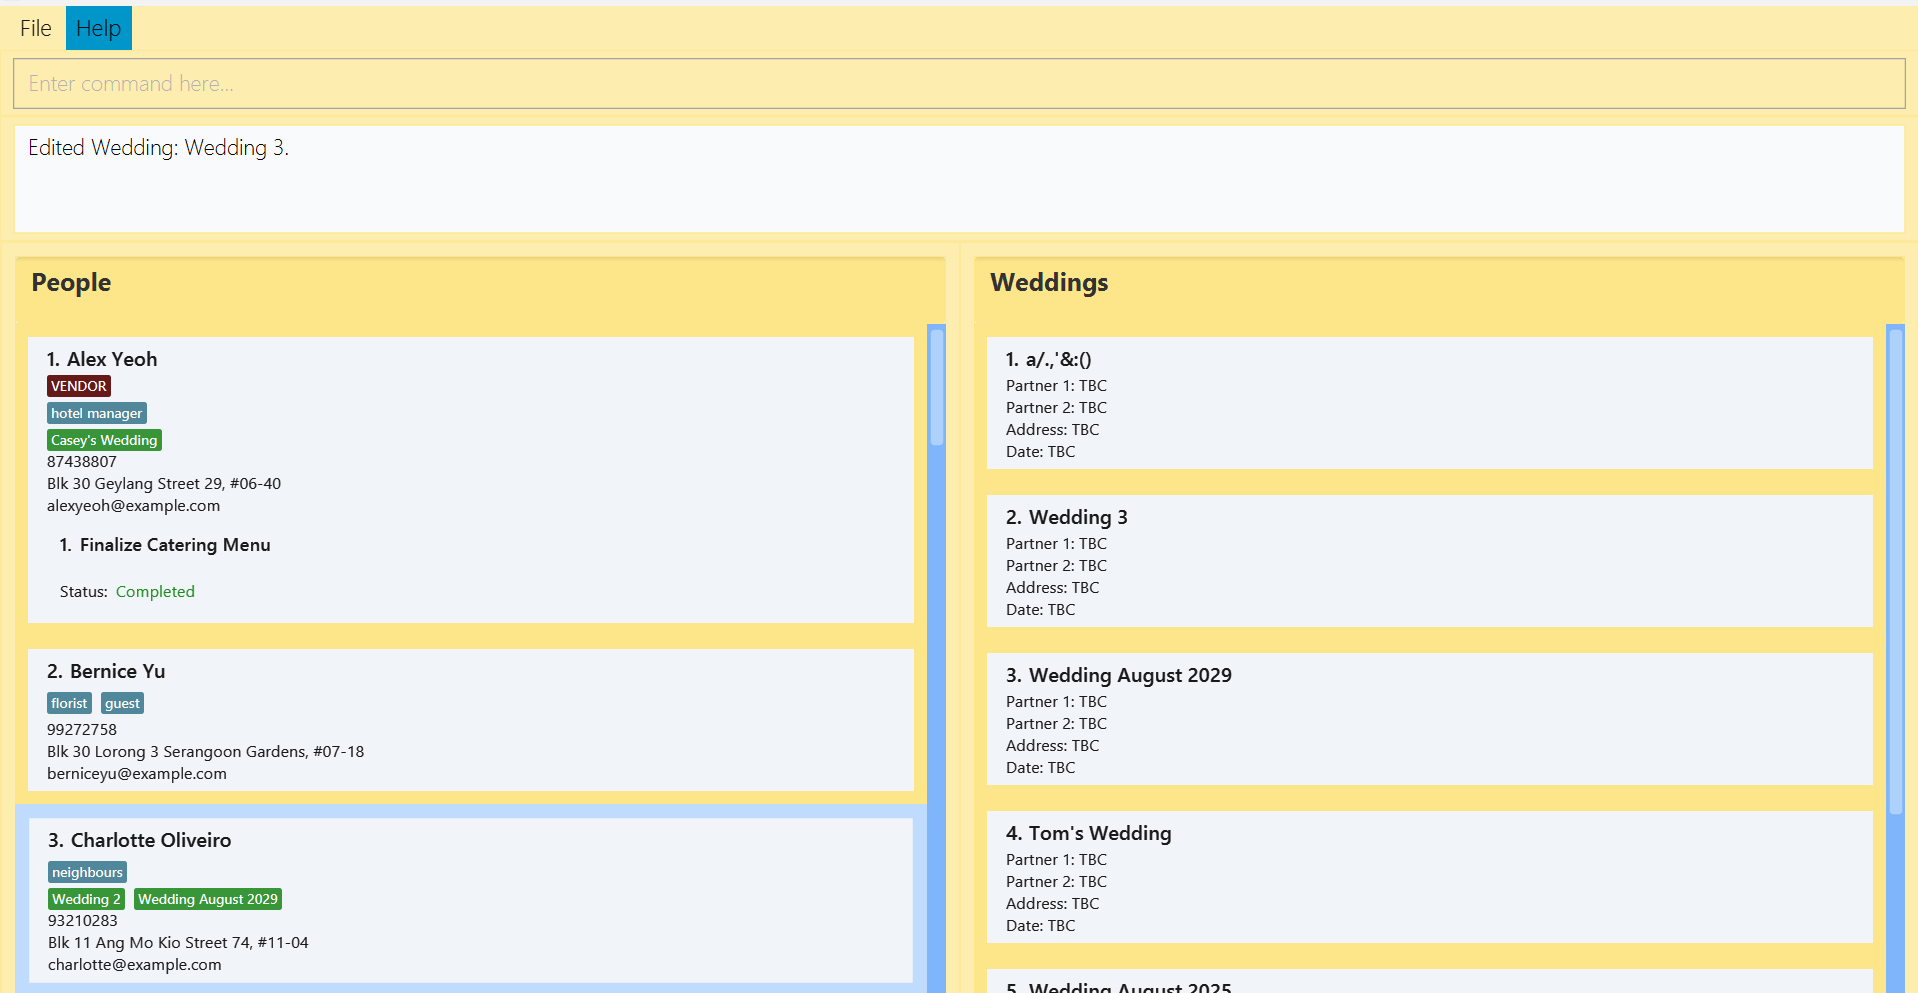 File Help
Enter command here...
Edited Wedding: Wedding 3.
People
1. Alex Yeoh
VENDOR
hotel manager
Casey's Wedding
87438807
Blk 30 Geylang Street 29, #06-40
alexyeoh@example.com
1. Finalize Catering Menu
Status: Completed
2. Bernice Yu
florist guest
99272758
Blk 30 Lorong 3 Serangoon Gardens, #07-18
berniceyu@example.com
3. Charlotte Oliveiro
neighbours
Wedding 2 Wedding August 2029
93210283
Blk 11 Ang Mo Kio Street 74, #11-04
charlotte@example.com
Weddings
1. a/.,'&:()
Partner 1: TBC
Partner 2: TBC
Address: TBC
Date: TBC
2. Wedding 3
Partner 1: TBC
Partner 2: TBC
Address: TBC
Date: TBC
3. Wedding August 2029
Partner 1: TBC
Partner 2: TBC
Address: TBC
Date: TBC
4. Tom's Wedding
Partner 1: TBC
Partner 2: TBC
Address: TBC
Date: TBC
5. Wedding August 2025